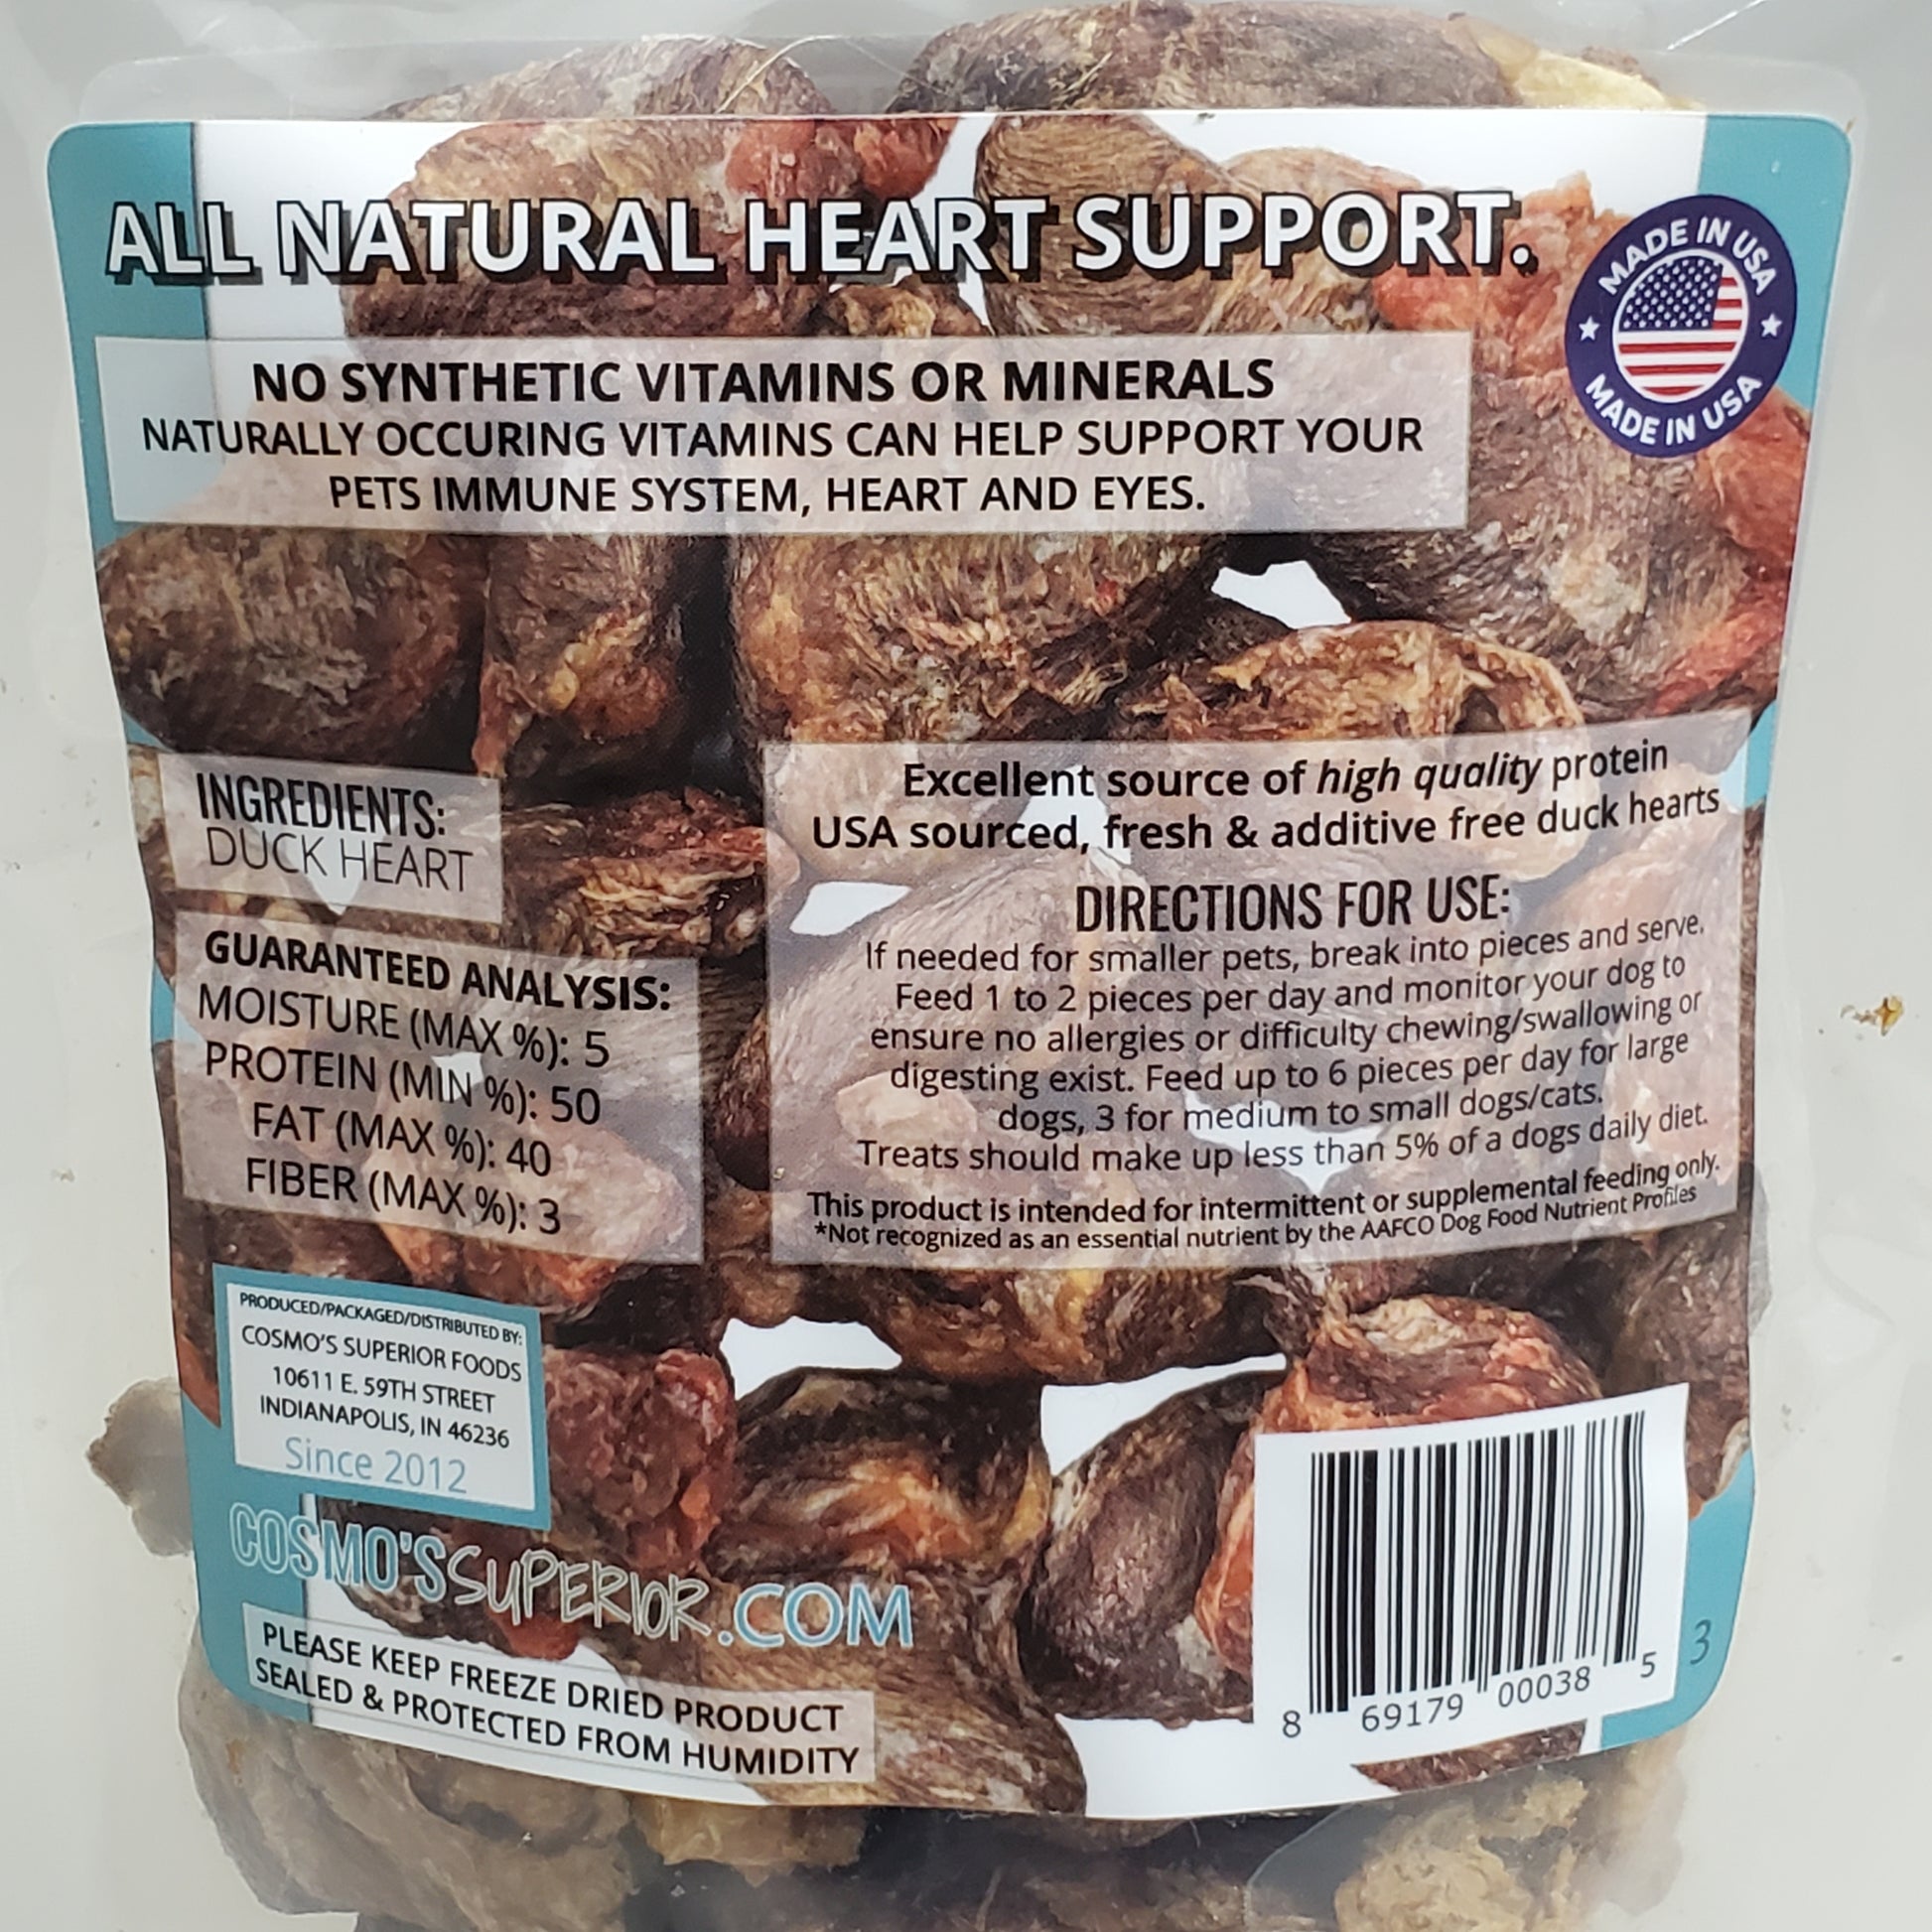 ALL NATURAL HEART SUPPORT.
MADE IN USA
MADE IN USA
NO SYNTHETIC VITAMINS OR MINERALS
NATURALLY OCCURING VITAMINS CAN HELP SUPPORT YOUR
PETS IMMUNE SYSTEM, HEART AND EYES.
INGREDIENTS:
DUCK HEART
GUARANTEED ANALYSIS:
MOISTURE (MAX %): 5
PROTEIN (MIN %): 50
FAT (MAX %): 40
FIBER (MAX %): 3
Excellent source of high quality protein
USA sourced, fresh & additive free duck hearts
DIRECTIONS FOR USE:
If needed for smaller pets, break into pieces and serve.
Feed 1 to 2 pieces per day and monitor your dog to
ensure no allergies or difficulty chewing/swallowing or
digesting exist. Feed up to 6 pieces per day for large
dogs, 3 for medium to small dogs/cats.
Treats should make up less than 5% of a dogs daily diet.
This product is intended for intermittent or supplemental feeding only.
*Not recognized as an essential nutrient by the AAFCO Dog Food Nutrient Profiles
PRODUCED/PACKAGED/DISTRIBUTED BY:
COSMO'S SUPERIOR FOODS
10611 E. 59TH STREET
INDIANAPOLIS, IN 46236
Since 2012
COSMO'S SUPERIOR.COM
PLEASE KEEP FREEZE DRIED PRODUCT
SEALED & PROTECTED FROM HUMIDITY
8 69179 00038 5
3